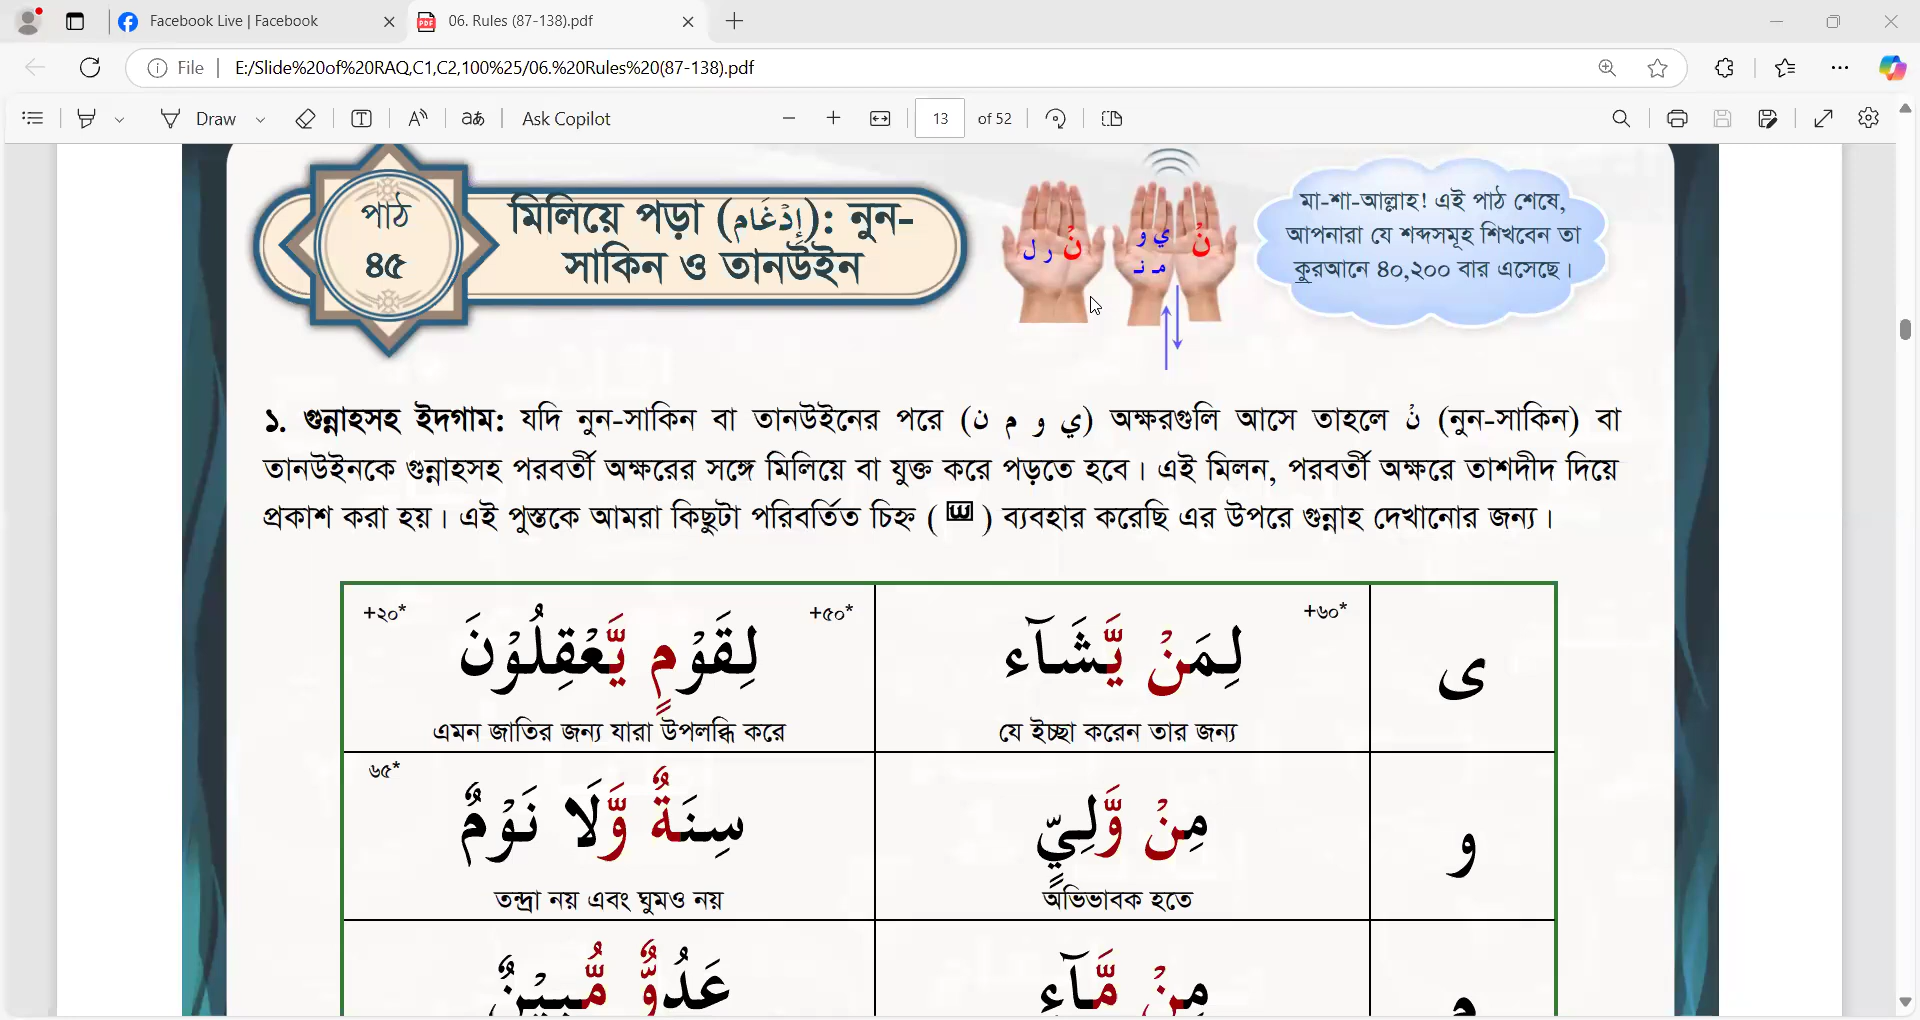 Facebook Live | Facebook
06. Rules (87-138).pdf
File
E:/Slide%20of%20RAQ,C1,C2,100%25/06.%20Rules%20(87-138).pdf
Draw
aあ
Ask Copilot
13 of 52
পাঠ
৪৫
মিলিয়ে পড়া (إِدْغَام): নুন-
সাকিন ও তানউইন
نْ ر ل
نْ ي و
مـ نـ
মা-শা-আল্লাহ! এই পাঠ শেষে,
আপনারা যে শব্দসমূহ শিখবেন তা
কুরআনে ৪০,২০০ বার এসেছে।
১. গুন্নাহসহ ইদগাম: যদি নুন-সাকিন বা তানউইনের পরে (ي و م ن) অক্ষরগুলি আসে তাহলে نْ (নুন-সাকিন) বা
তানউইনকে গুন্নাহসহ পরবর্তী অক্ষরের সঙ্গে মিলিয়ে বা যুক্ত করে পড়তে হবে। এই মিলন, পরবর্তী অক্ষরে তাশদীদ দিয়ে
প্রকাশ করা হয়। এই পুস্তকে আমরা কিছুটা পরিবর্তিত চিহ্ন ( ) ব্যবহার করেছি এর উপরে গুন্নাহ দেখানোর জন্য।
ى
+৬০*
لِمَنْ يَّشَآء
যে ইচ্ছা করেন তার জন্য
+৫০*
لِقَوْمٍ يَّعْقِلُوْنَ
+২০*
এমন জাতির জন্য যারা উপলব্ধি করে
و
مِنْ وَّلِيٍّ
অভিভাবক হতে
৬৫*
سِنَةٌ وَّلَا نَوْمٌ
তন্দ্রা নয় এবং ঘুমও নয়
م
مِنْ مَّآءٍ
عَدُوٌّ مُّبِيْنٌ